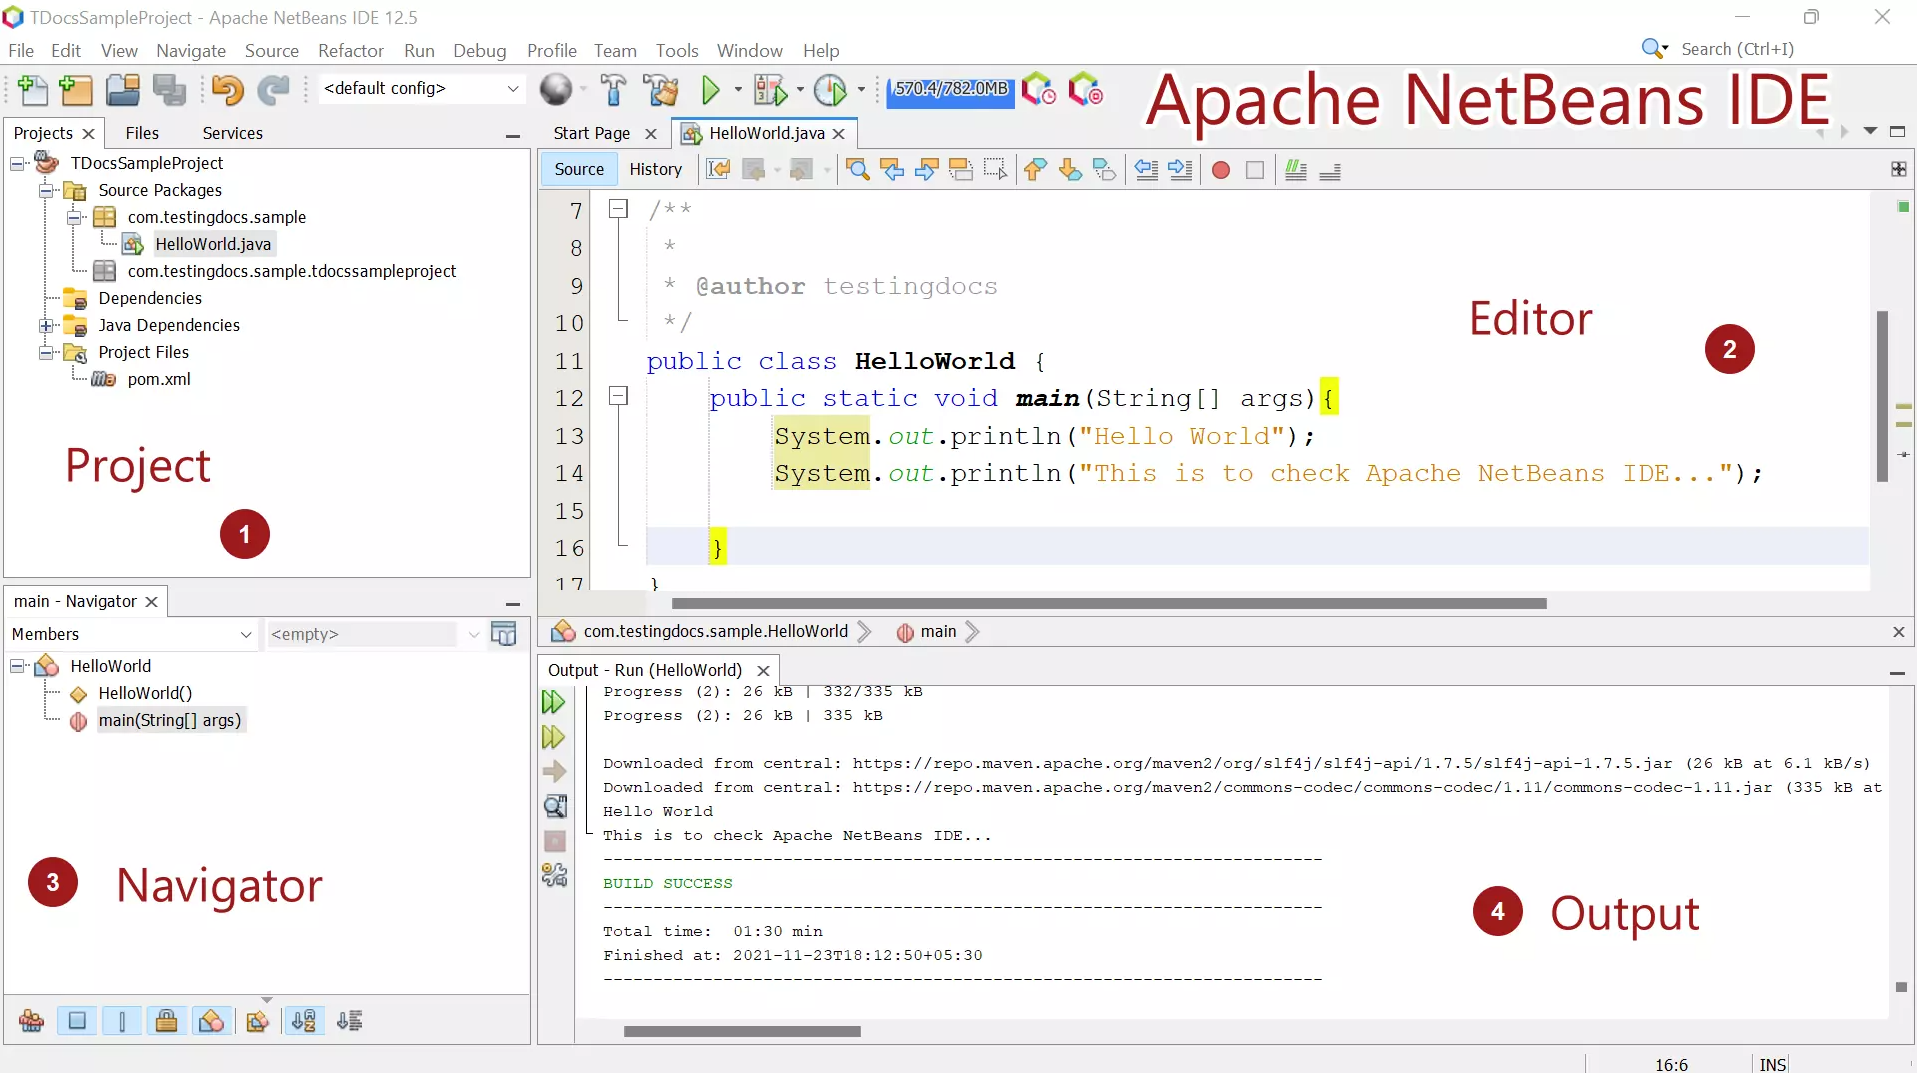 TDocsSampleProject - Apache NetBeans IDE 12.5
File Edit View Navigate Source Refactor Run Debug Profile Team Tools Window Help
Search (Ctrl+I)
<default config>
570.4/782.0MB
Apache NetBeans IDE
Projects Files Services
TDocsSampleProject
Source Packages
com.testingdocs.sample
HelloWorld.java
com.testingdocs.sample.tdocssampleproject
Dependencies
Java Dependencies
Project Files
pom.xml
Project
1
Start Page HelloWorld.java
Source History
7 /**
8 *
9 * @author testingdocs
10 */
11 public class HelloWorld {
12 public static void main(String[] args){
13 System.out.println("Hello World");
14 System.out.println("This is to check Apache NetBeans IDE...");
15
16 }
17 }
Editor
2
com.testingdocs.sample.HelloWorld main
main - Navigator
Members <empty>
HelloWorld
HelloWorld()
main(String[] args)
3 Navigator
Output - Run (HelloWorld)
Progress (2): 26 kB | 332/335 kB
Progress (2): 26 kB | 335 kB
Downloaded from central: https://repo.maven.apache.org/maven2/org/slf4j/slf4j-api/1.7.5/slf4j-api-1.7.5.jar (26 kB at 6.1 kB/s)
Downloaded from central: https://repo.maven.apache.org/maven2/commons-codec/commons-codec/1.11/commons-codec-1.11.jar (335 kB at
Hello World
This is to check Apache NetBeans IDE...
------------------------------------------------------------------------
BUILD SUCCESS
------------------------------------------------------------------------
Total time: 01:30 min
Finished at: 2021-11-23T18:12:50+05:30
------------------------------------------------------------------------
4 Output
16:6 INS